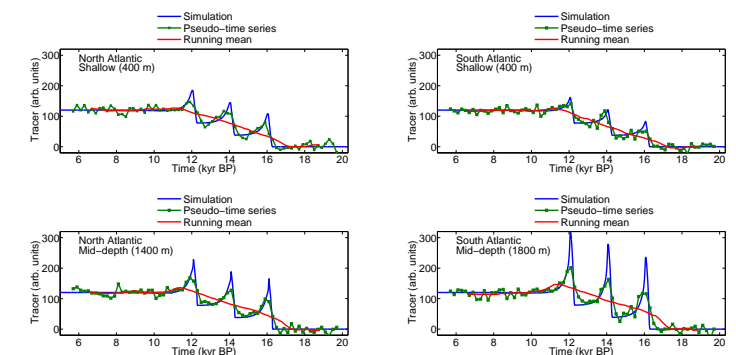 Simulation
Pseudo−time series
Running mean
300
200
100
0
Tracer (arb. units)
North Atlantic
Shallow (400 m)
6 8 10 12 14 16 18 20
Time (kyr BP)
Simulation
Pseudo−time series
Running mean
300
200
100
0
Tracer (arb. units)
South Atlantic
Shallow (400 m)
6 8 10 12 14 16 18 20
Time (kyr BP)
Simulation
Pseudo−time series
Running mean
300
200
100
0
Tracer (arb. units)
North Atlantic
Mid−depth (1400 m)
6 8 10 12 14 16 18 20
Time (kyr BP)
Simulation
Pseudo−time series
Running mean
300
200
100
0
Tracer (arb. units)
South Atlantic
Mid−depth (1800 m)
6 8 10 12 14 16 18 20
Time (kyr BP)